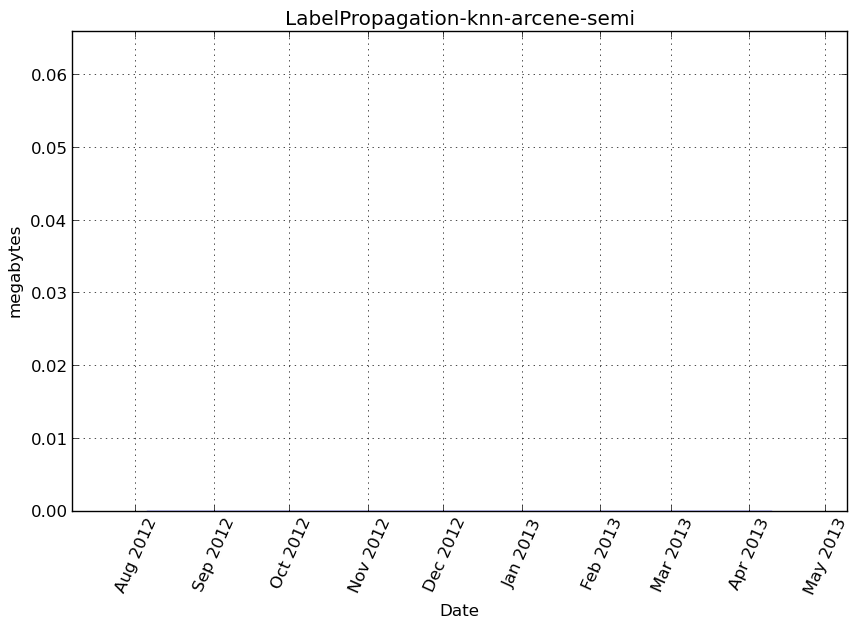 LabelPropagation-knn-arcene-semi
0.06
0.05
0.04
0.03
0.02
0.01
0.00
megabytes
Aug 2012
Sep 2012
Oct 2012
Nov 2012
Dec 2012
Jan 2013
Feb 2013
Mar 2013
Apr 2013
May 2013
Date